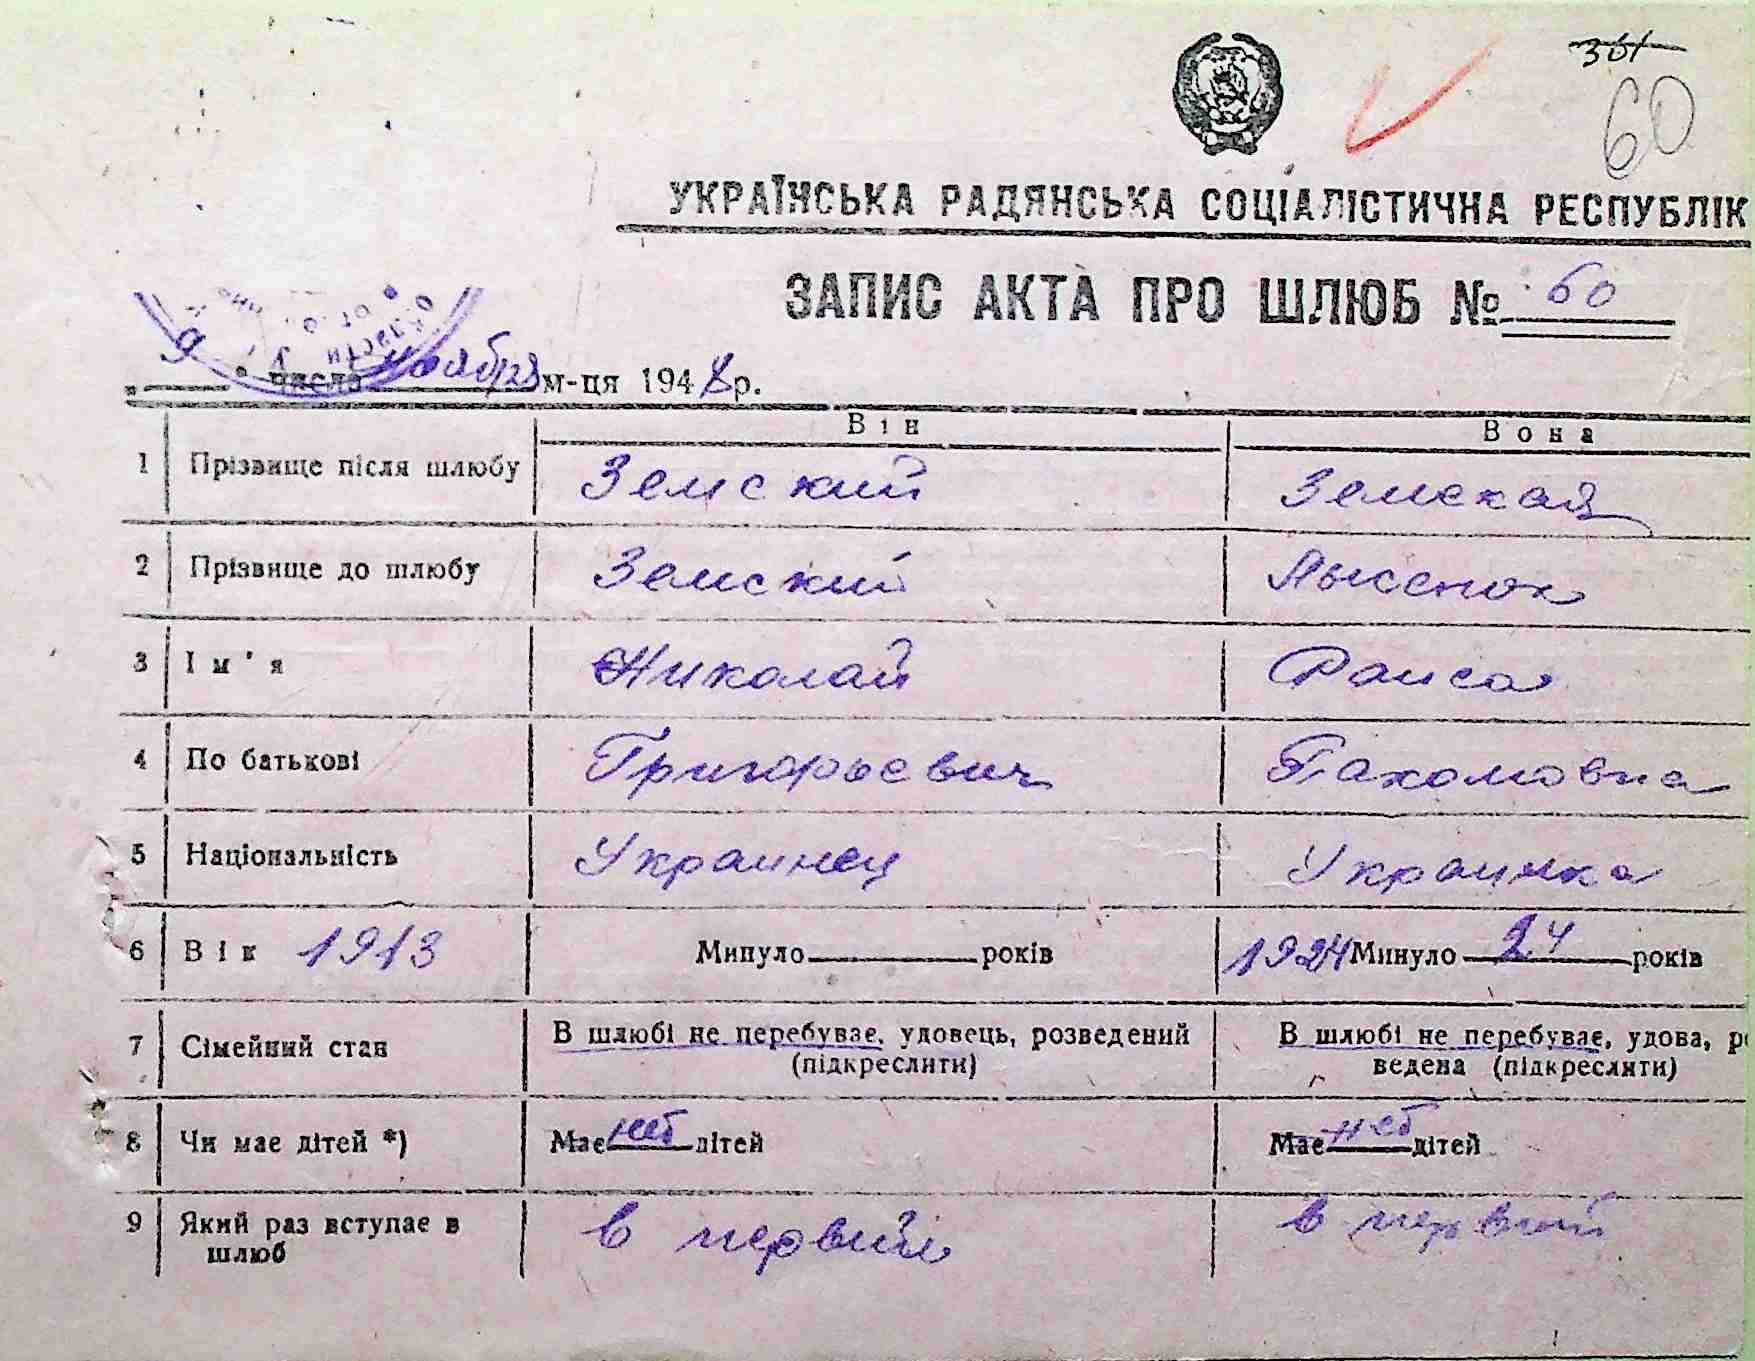 361
60
УКРАЇНСЬКА РАДЯНСЬКА СОЦІАЛІСТИЧНА РЕСПУБЛІК
ЗАПИС АКТА ПРО ШЛЮБ № 60
„ 9 " числа ноября м-ця 1948 р.
Він Вона
1 Прізвище після шлюбу Земский Земская
2 Прізвище до шлюбу Земский Лысенок
3 Ім'я Николай Раиса
4 По батькові Григорьевич Пахомовна
5 Національність Украинец Украинка
6 Вік 1913 Минуло років 1924 Минуло 24 років
7 Сімейний стан В шлюбі не перебуває, удовець, розведений В шлюбі не перебуває, удова, ро
(підкреслити) ведена (підкреслити)
8 Чи має дітей *) Має нет дітей Має нет дітей
9 Який раз вступає в шлюб в первий в первий